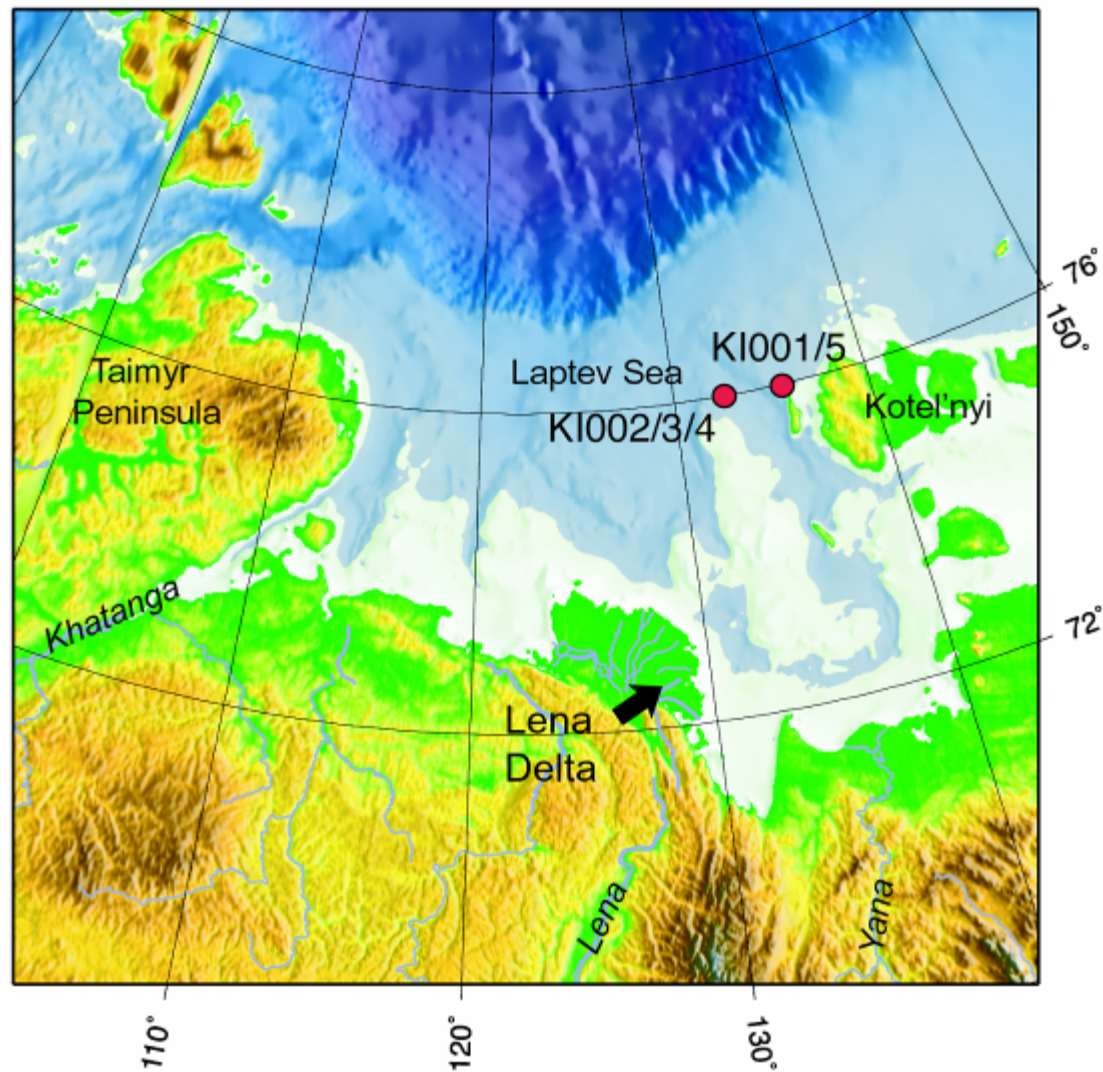 76°
150°
KI001/5
Laptev Sea
Taimyr
Peninsula
Kotel'nyi
KI002/3/4
Khatanga
72°
Lena
Delta
Lena
Yana
110°
120°
130°